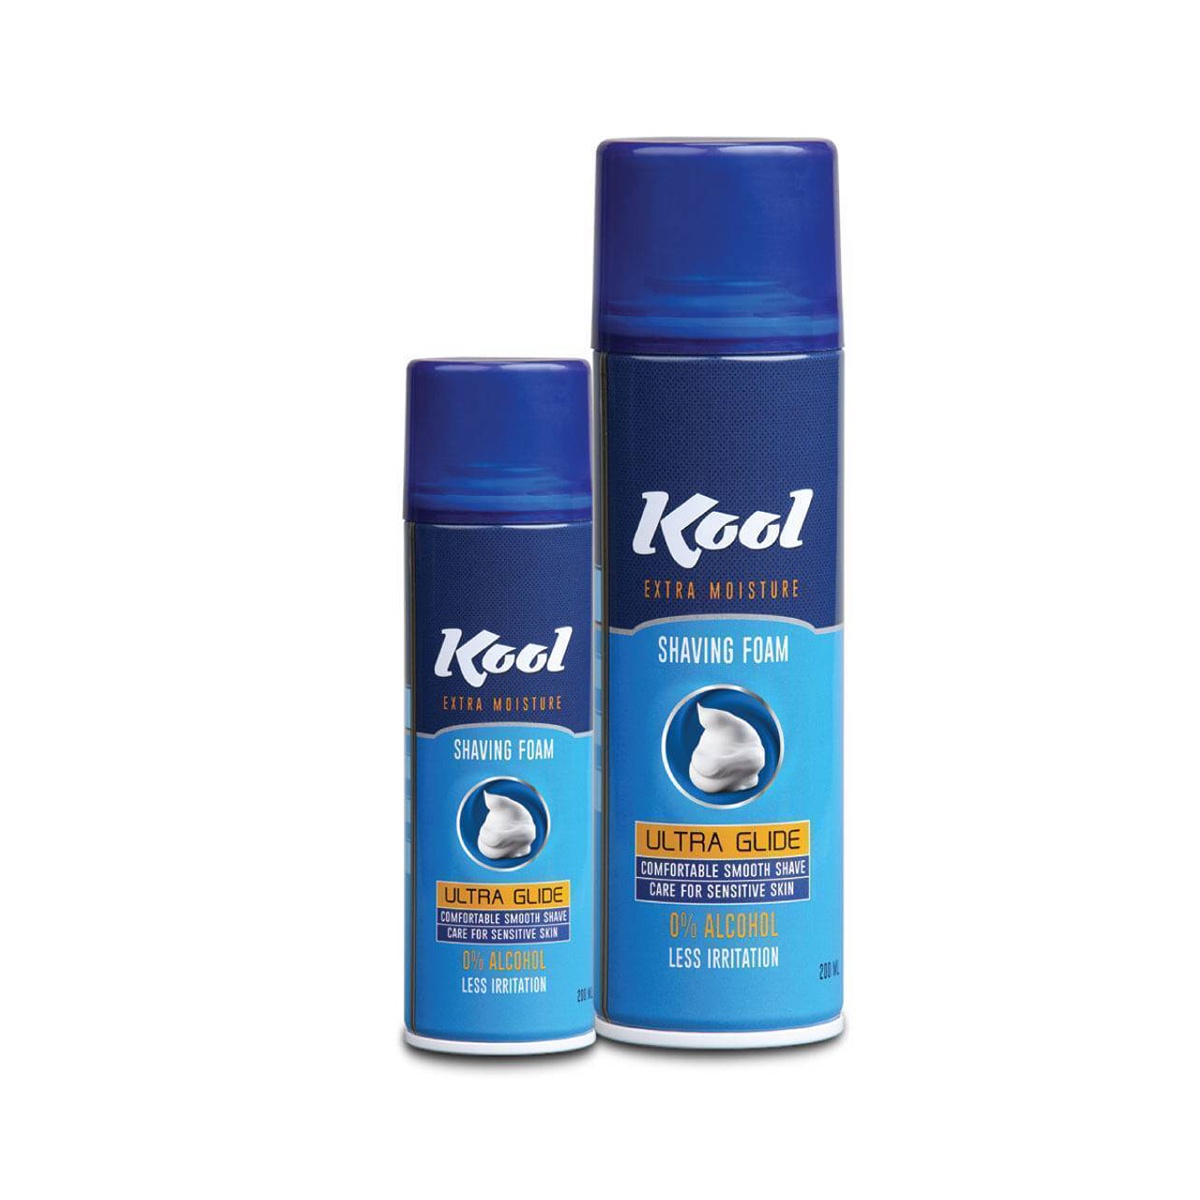 Kool
EXTRA MOISTURE
SHAVING FOAM
ULTRA GLIDE
COMFORTABLE SMOOTH SHAVE
CARE FOR SENSITIVE SKIN
0% ALCOHOL
LESS IRRITATION
200 ML
Kool
EXTRA MOISTURE
SHAVING FOAM
ULTRA GLIDE
COMFORTABLE SMOOTH SHAVE
CARE FOR SENSITIVE SKIN
0% ALCOHOL
LESS IRRITATION
200 ML